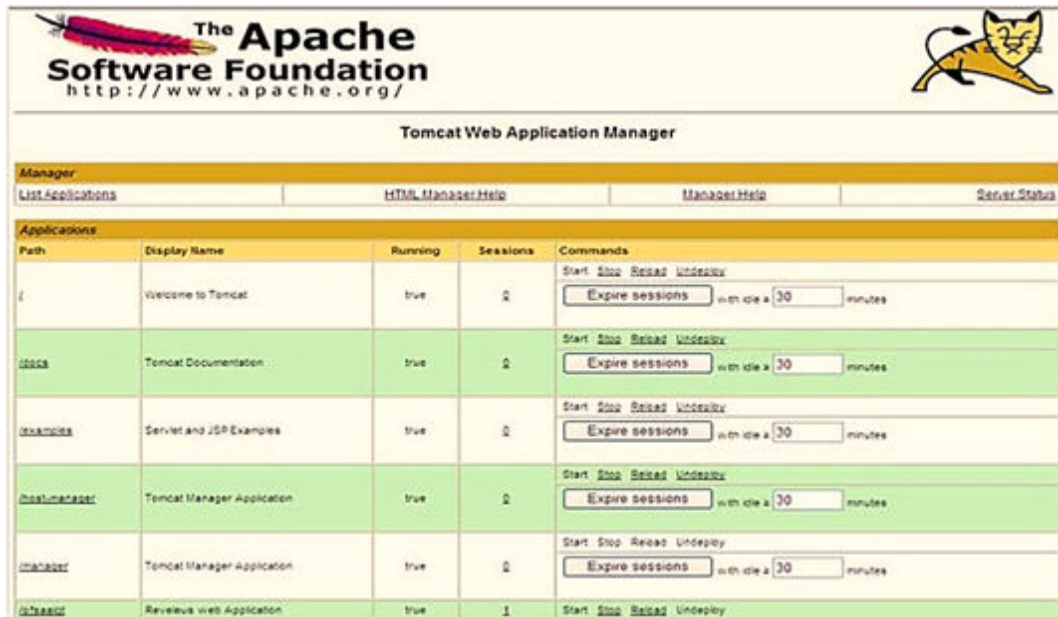 The Apache
Software Foundation
http://www.apache.org/
Tomcat Web Application Manager
Manager
List Applications HTML Manager Help Manager Help Server Status
Applications
Path Display Name Running Sessions Commands
Start Stop Reload Undeploy
/ Welcome to Tomcat true 0 Expire sessions with idle ≥ 30 minutes
Start Stop Reload Undeploy
/docs Tomcat Documentation true 0 Expire sessions with idle ≥ 30 minutes
Start Stop Reload Undeploy
/examples Servlet and JSP Examples true 0 Expire sessions with idle ≥ 30 minutes
Start Stop Reload Undeploy
/host-manager Tomcat Manager Application true 0 Expire sessions with idle ≥ 30 minutes
Start Stop Reload Undeploy
/manager Tomcat Manager Application true 0 Expire sessions with idle ≥ 30 minutes
Reveleus web Application true 1 Start Stop Reload Undeploy